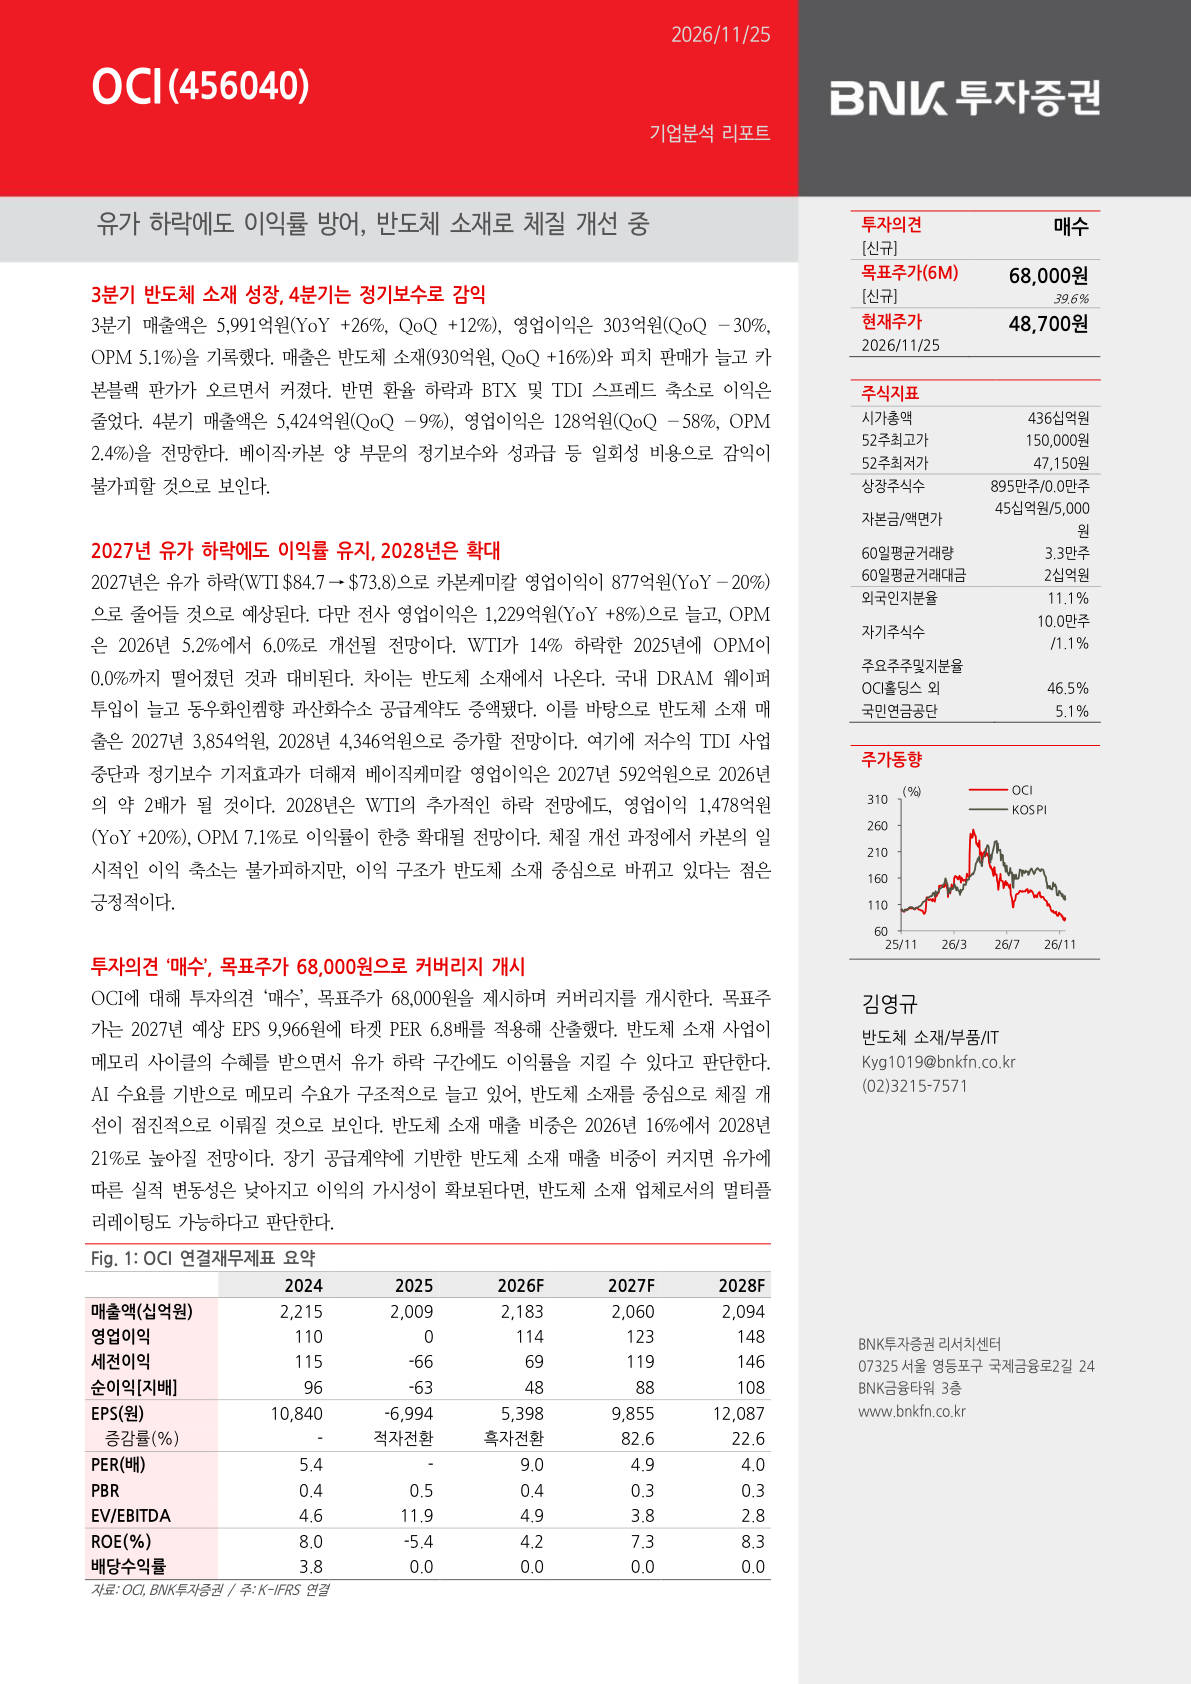 2026/11/25
OCI(456040)
기업분석 리포트
BNK 투자증권
유가 하락에도 이익률 방어, 반도체 소재로 체질 개선 중
3분기 반도체 소재 성장, 4분기는 정기보수로 감익
3분기 매출액은 5,991억원(YoY +26%, QoQ +12%), 영업이익은 303억원(QoQ −30%,
OPM 5.1%)을 기록했다. 매출은 반도체 소재(930억원, QoQ +16%)와 피치 판매가 늘고 카
본블랙 판가가 오르면서 커졌다. 반면 환율 하락과 BTX 및 TDI 스프레드 축소로 이익은
줄었다. 4분기 매출액은 5,424억원(QoQ −9%), 영업이익은 128억원(QoQ −58%, OPM
2.4%)을 전망한다. 베이직·카본 양 부문의 정기보수와 성과급 등 일회성 비용으로 감익이
불가피할 것으로 보인다.
2027년 유가 하락에도 이익률 유지, 2028년은 확대
2027년은 유가 하락(WTI $84.7→$73.8)으로 카본케미칼 영업이익이 877억원(YoY −20%)
으로 줄어들 것으로 예상된다. 다만 전사 영업이익은 1,229억원(YoY +8%)으로 늘고, OPM
은 2026년 5.2%에서 6.0%로 개선될 전망이다. WTI가 14% 하락한 2025년에 OPM이
0.0%까지 떨어졌던 것과 대비된다. 차이는 반도체 소재에서 나온다. 국내 DRAM 웨이퍼
투입이 늘고 동우화인켐향 과산화수소 공급계약도 증액됐다. 이를 바탕으로 반도체 소재 매
출은 2027년 3,854억원, 2028년 4,346억원으로 증가할 전망이다. 여기에 저수익 TDI 사업
중단과 정기보수 기저효과가 더해져 베이직케미칼 영업이익은 2027년 592억원으로 2026년
의 약 2배가 될 것이다. 2028년은 WTI의 추가적인 하락 전망에도, 영업이익 1,478억원
(YoY +20%), OPM 7.1%로 이익률이 한층 확대될 전망이다. 체질 개선 과정에서 카본의 일
시적인 이익 축소는 불가피하지만, 이익 구조가 반도체 소재 중심으로 바뀌고 있다는 점은
긍정적이다.
투자의견 ‘매수’, 목표주가 68,000원으로 커버리지 개시
OCI에 대해 투자의견 ‘매수’, 목표주가 68,000원을 제시하며 커버리지를 개시한다. 목표주
가는 2027년 예상 EPS 9,966원에 타겟 PER 6.8배를 적용해 산출했다. 반도체 소재 사업이
메모리 사이클의 수혜를 받으면서 유가 하락 구간에도 이익률을 지킬 수 있다고 판단한다.
AI 수요를 기반으로 메모리 수요가 구조적으로 늘고 있어, 반도체 소재를 중심으로 체질 개
선이 점진적으로 이뤄질 것으로 보인다. 반도체 소재 매출 비중은 2026년 16%에서 2028년
21%로 높아질 전망이다. 장기 공급계약에 기반한 반도체 소재 매출 비중이 커지면 유가에
따른 실적 변동성은 낮아지고 이익의 가시성이 확보된다면, 반도체 소재 업체로서의 멀티플
리레이팅도 가능하다고 판단한다.
Fig. 1: OCI 연결재무제표 요약
2024 2025 2026F 2027F 2028F
매출액(십억원) 2,215 2,009 2,183 2,060 2,094
영업이익 110 0 114 123 148
세전이익 115 -66 69 119 146
순이익[지배] 96 -63 48 88 108
EPS(원) 10,840 -6,994 5,398 9,855 12,087
증감률(%) - 적자전환 흑자전환 82.6 22.6
PER(배) 5.4 - 9.0 4.9 4.0
PBR 0.4 0.5 0.4 0.3 0.3
EV/EBITDA 4.6 11.9 4.9 3.8 2.8
ROE(%) 8.0 -5.4 4.2 7.3 8.3
배당수익률 3.8 0.0 0.0 0.0 0.0
자료: OCI, BNK투자증권 / 주: K-IFRS 연결
투자의견 매수
[신규]
목표주가(6M) 68,000원
[신규] 39.6%
현재주가 48,700원
2026/11/25
주식지표
시가총액 436십억원
52주최고가 150,000원
52주최저가 47,150원
상장주식수 895만주/0.0만주
자본금/액면가 45십억원/5,000
원
60일평균거래량 3.3만주
60일평균거래대금 2십억원
외국인지분율 11.1%
자기주식수 10.0만주
/1.1%
주요주주및지분율
OCI홀딩스 외 46.5%
국민연금공단 5.1%
주가동향
(%)
OCI
KOSPI
310
260
210
160
110
60
25/11 26/3 26/7 26/11
김영규
반도체 소재/부품/IT
Kyg1019@bnkfn.co.kr
(02)3215-7571
BNK투자증권 리서치센터
07325 서울 영등포구 국제금융로2길 24
BNK금융타워 3층
www.bnkfn.co.kr